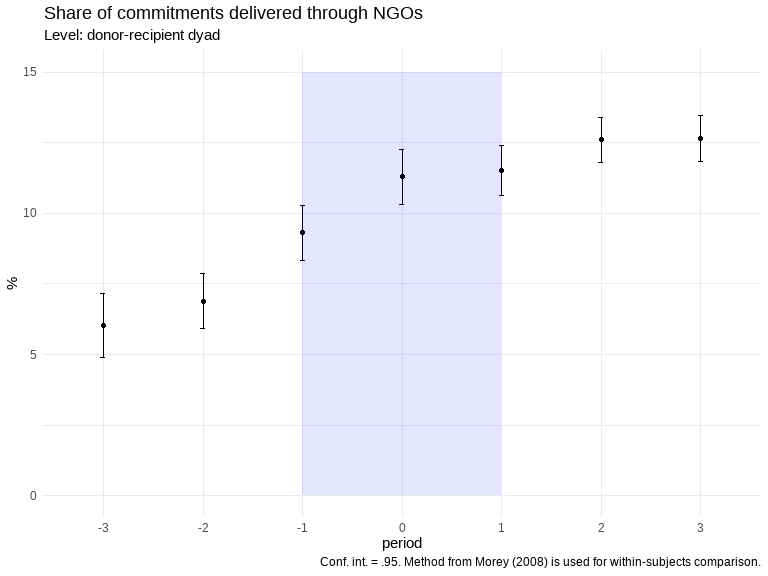 Share of commitments delivered through NGOs
Level: donor-recipient dyad
15
10
5
0
%
-3 -2 -1 0 1 2 3
period
Conf. int. = .95. Method from Morey (2008) is used for within-subjects comparison.